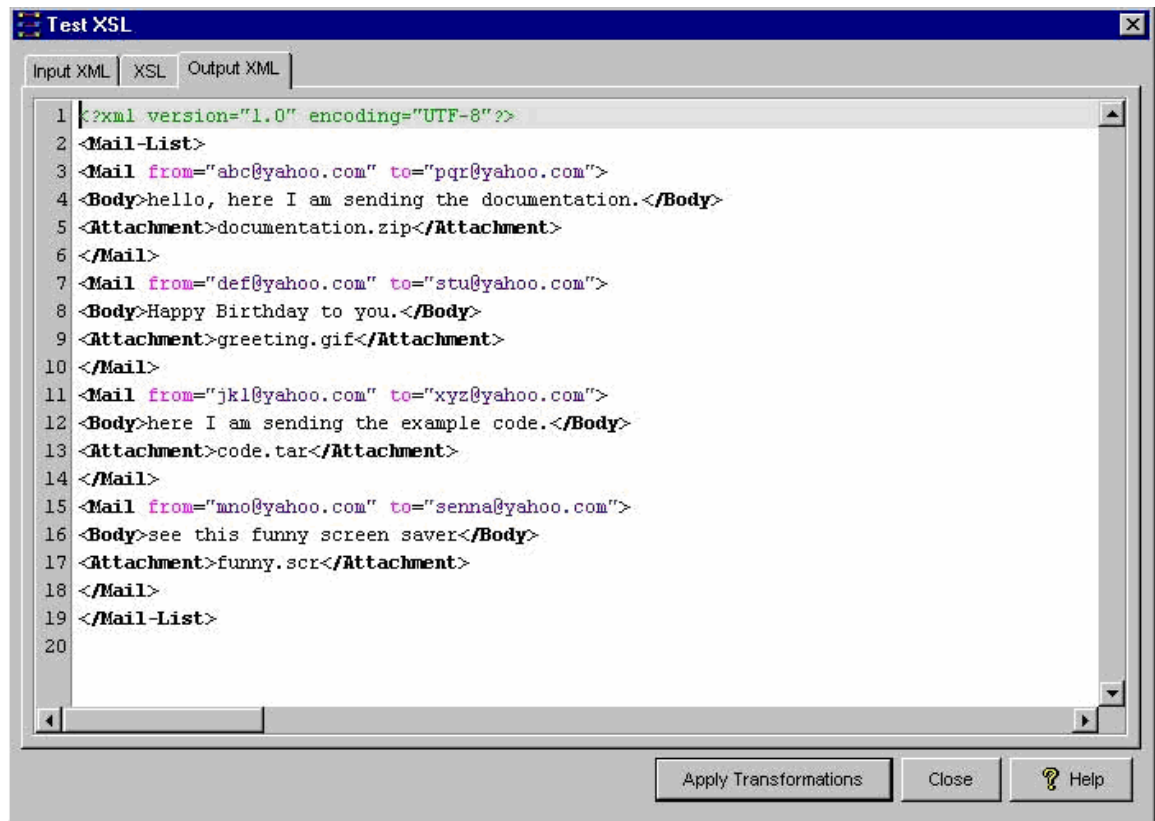 Test XSL
Input XML XSL Output XML
1 <?xml version="1.0" encoding="UTF-8"?>
2 <Mail-List>
3 <Mail from="abc@yahoo.com" to="pqr@yahoo.com">
4 <Body>hello, here I am sending the documentation.</Body>
5 <Attachment>documentation.zip</Attachment>
6 </Mail>
7 <Mail from="def@yahoo.com" to="stu@yahoo.com">
8 <Body>Happy Birthday to you.</Body>
9 <Attachment>greeting.gif</Attachment>
10 </Mail>
11 <Mail from="jkl@yahoo.com" to="xyz@yahoo.com">
12 <Body>here I am sending the example code.</Body>
13 <Attachment>code.tar</Attachment>
14 </Mail>
15 <Mail from="mno@yahoo.com" to="senna@yahoo.com">
16 <Body>see this funny screen saver</Body>
17 <Attachment>funny.scr</Attachment>
18 </Mail>
19 </Mail-List>
20
Apply Transformations Close ? Help